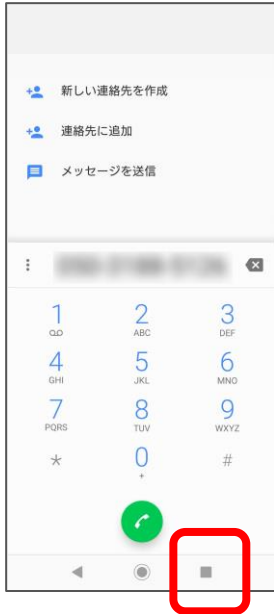 新しい連絡先を作成
連絡先に追加
メッセージを送信
1 2 3
ABC DEF
4 5 6
GHI JKL MNO
7 8 9
PQRS TUV WXYZ
* 0 #
+